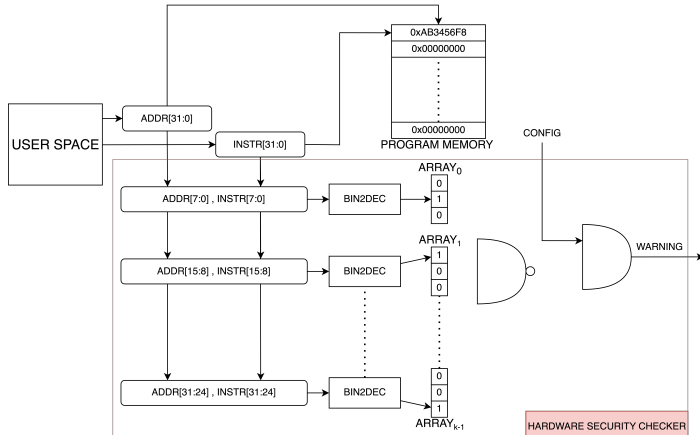 0xAB3456F8
0x00000000
0x00000000
PROGRAM MEMORY
USER SPACE
ADDR[31:0]
INSTR[31:0]
CONFIG
ADDR[7:0] , INSTR[7:0]
BIN2DEC
ARRAY0
0
1
0
WARNING
ADDR[15:8] , INSTR[15:8]
BIN2DEC
ARRAY1
1
0
0
ADDR[31:24] , INSTR[31:24]
BIN2DEC
0
0
1
ARRAYk-1
HARDWARE SECURITY CHECKER